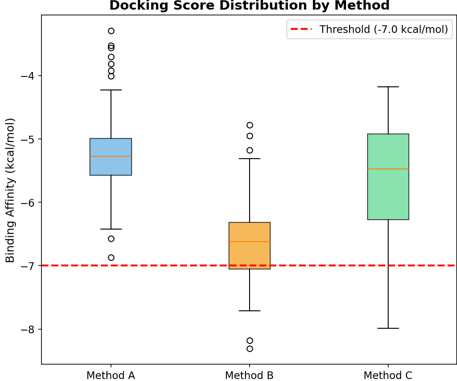 Docking Score Distribution by Method
Threshold (-7.0 kcal/mol)
Binding Affinity (kcal/mol)
−4
−5
−6
−7
−8
Method A
Method B
Method C